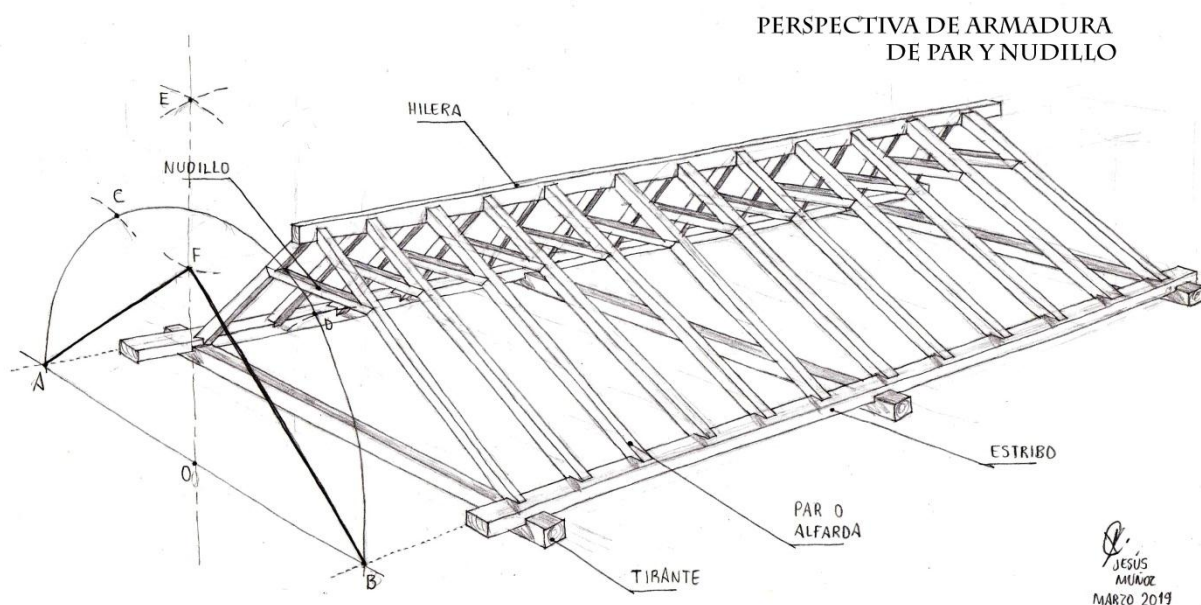 PERSPECTIVA DE ARMADURA
DE PAR Y NUDILLO
E
HILERA
NUDILLO
C
F
D
A
O
B
ESTRIBO
PAR O
ALFARDA
TIRANTE
JESÚS
MUÑOZ
MARZO 2019